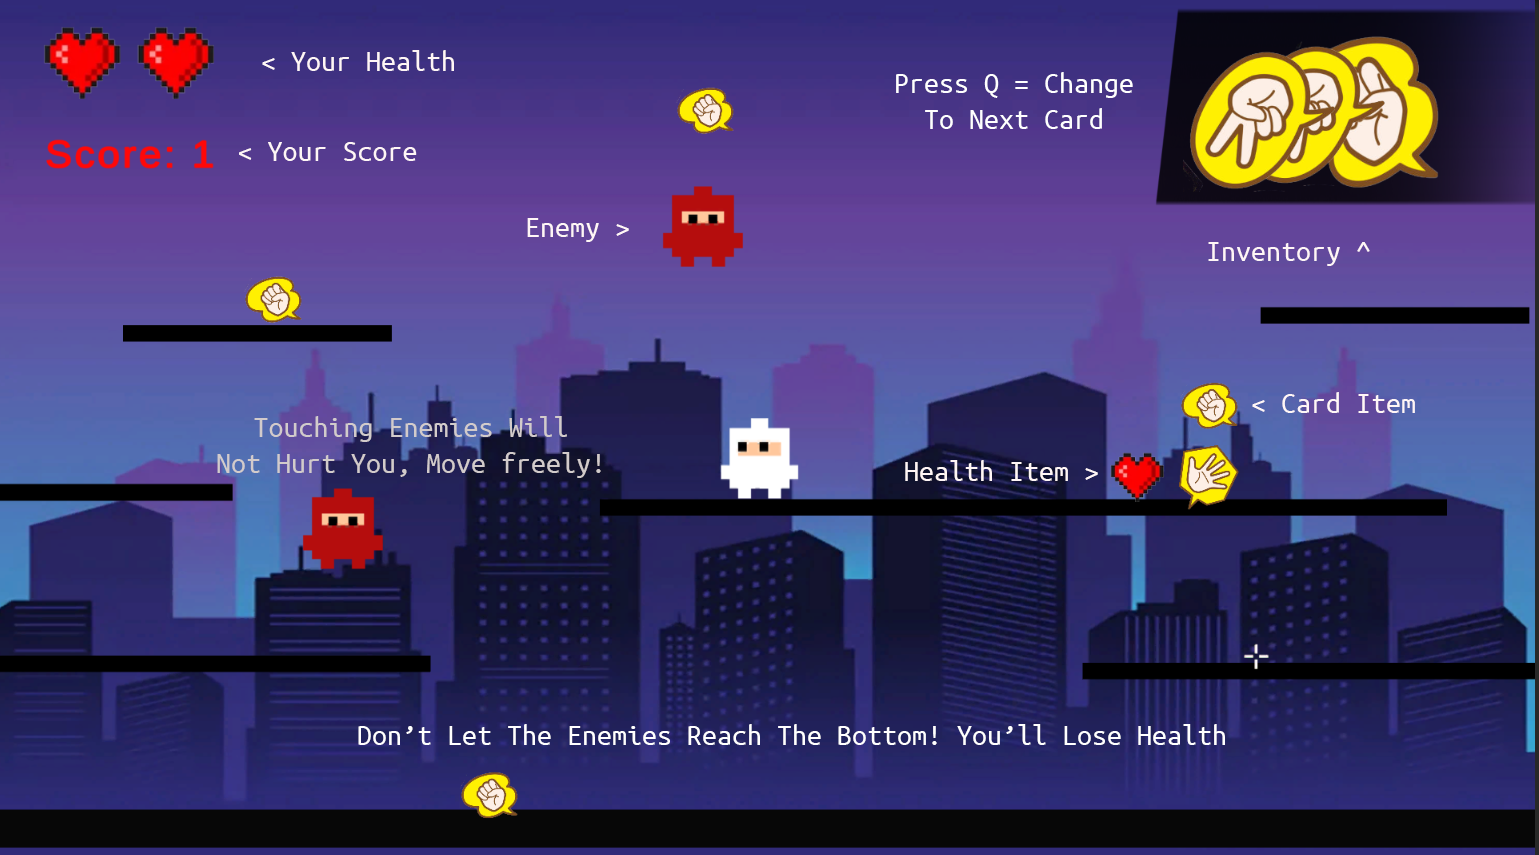 < Your Health
Press Q = Change
To Next Card
Score: 1
< Your Score
Enemy >
Inventory ^
< Card Item
Touching Enemies Will
Not Hurt You, Move freely!
Health Item >
Don’t Let The Enemies Reach The Bottom! You’ll Lose Health